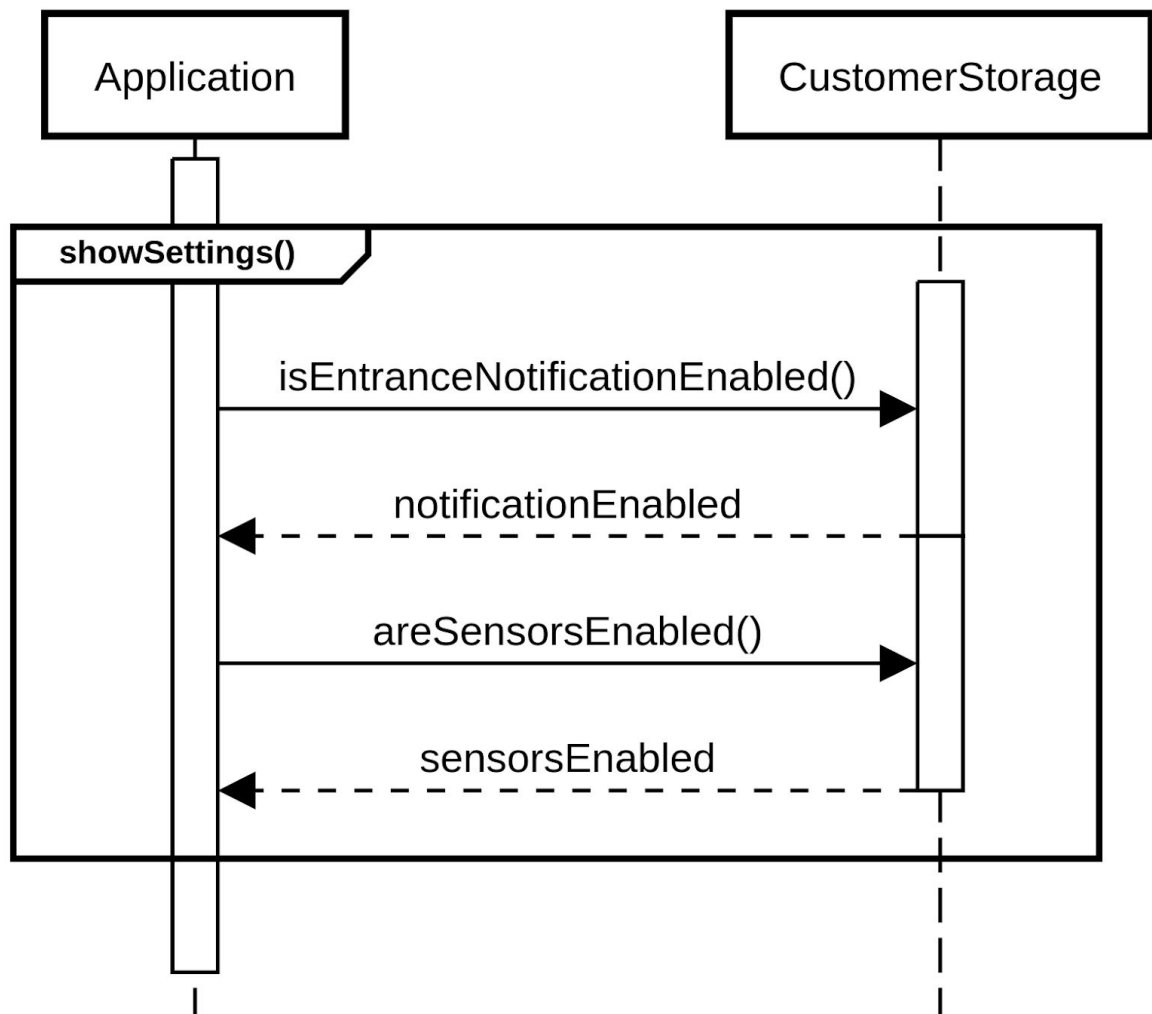 Application
CustomerStorage
showSettings()
isEntranceNotificationEnabled()
notificationEnabled
areSensorsEnabled()
sensorsEnabled